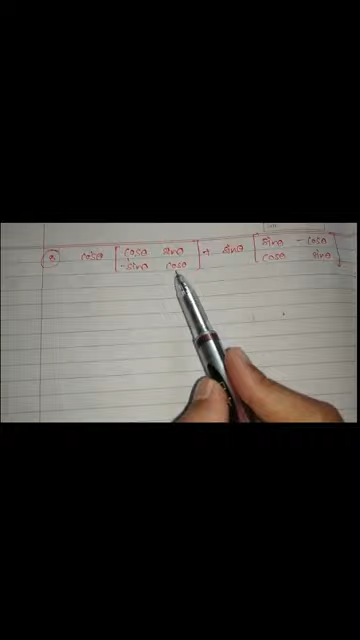 Q cosθ [ cosθ sinθ ] + sinθ [ sinθ - cosθ ]
-sinθ cosθ cosθ sinθ